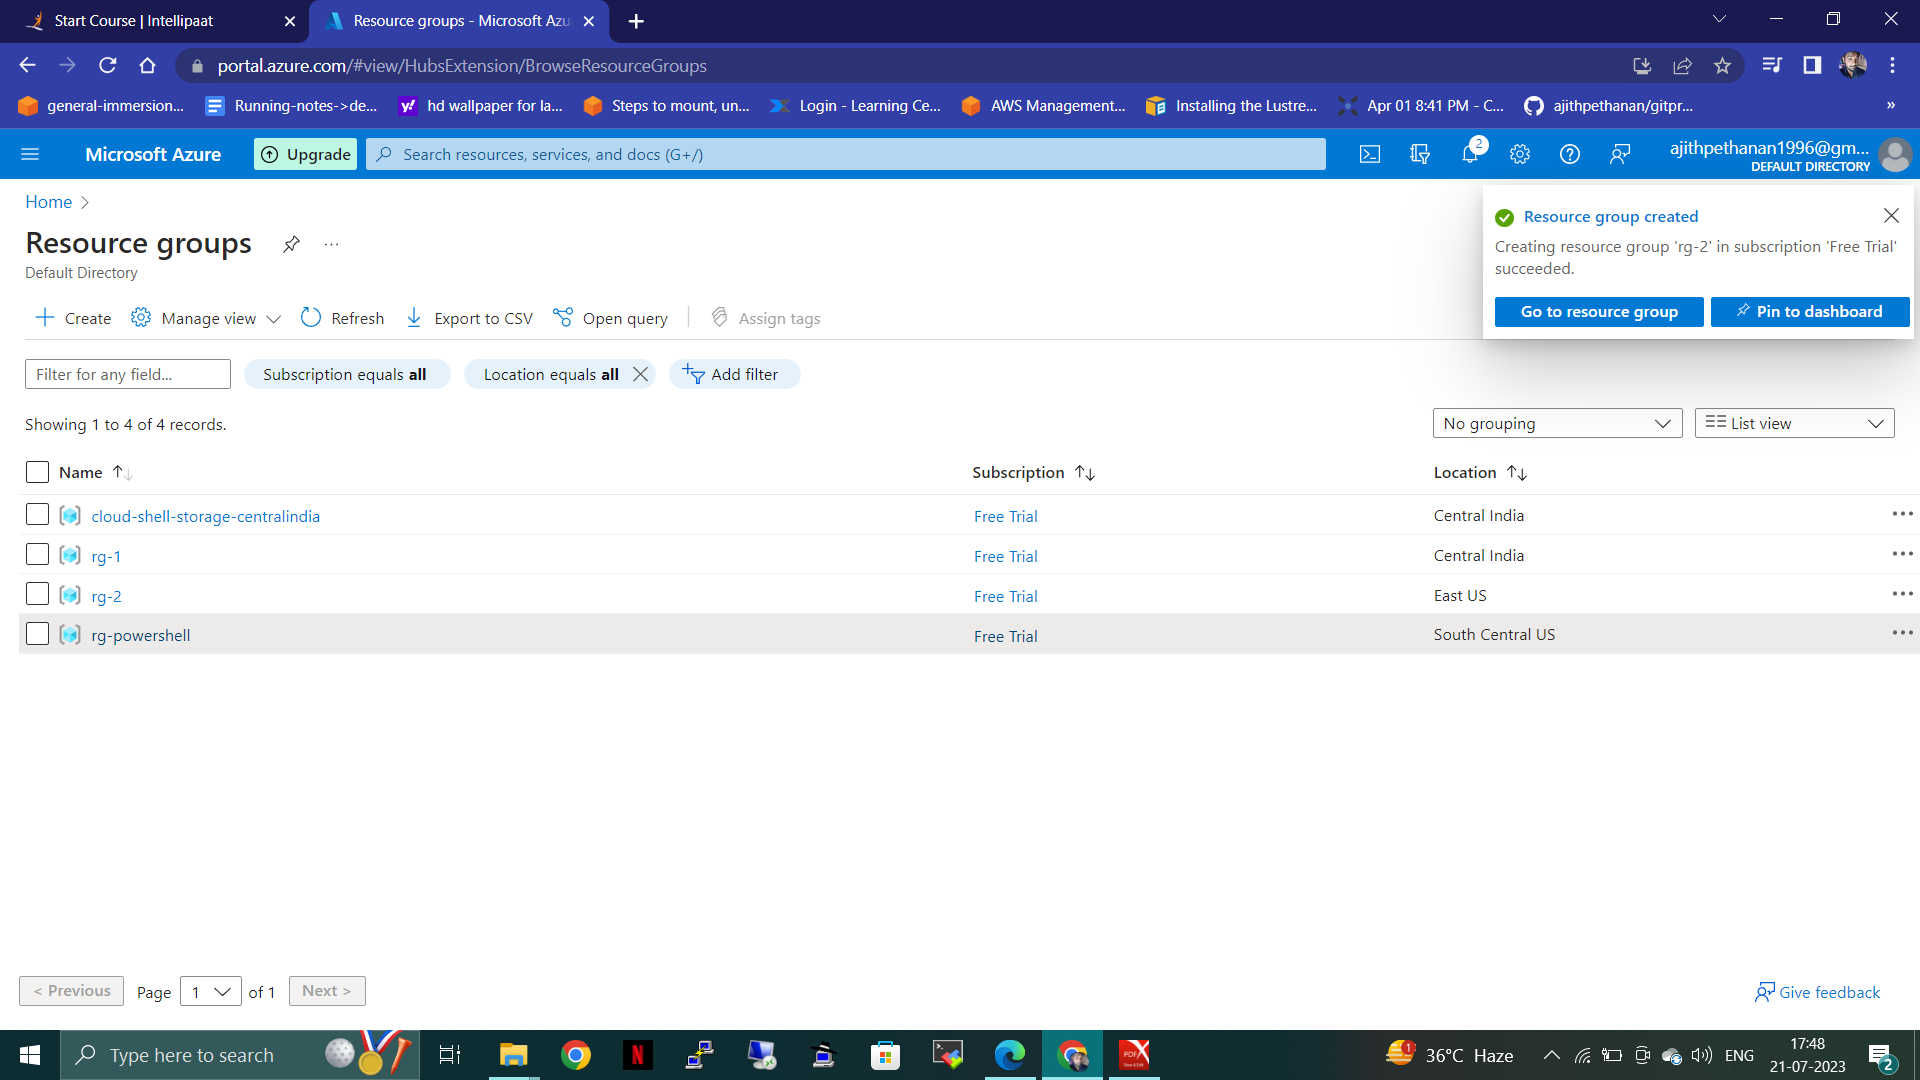 Start Course | Intellipaat
Resource groups - Microsoft Azu
portal.azure.com/#view/HubsExtension/BrowseResourceGroups
general-immersion...
Running-notes->de...
hd wallpaper for la...
Steps to mount, un...
Login - Learning Ce...
AWS Management...
Installing the Lustre...
Apr 01 8:41 PM - C...
ajithpethanan/gitpr...
»
Microsoft Azure
Upgrade
Search resources, services, and docs (G+/)
2
ajithpethanan1996@gm...
DEFAULT DIRECTORY
Home >
Resource groups
...
Default Directory
Resource group created
Creating resource group 'rg-2' in subscription 'Free Trial'
succeeded.
Go to resource group
Pin to dashboard
Create
Manage view
Refresh
Export to CSV
Open query
Assign tags
Filter for any field...
Subscription equals all
Location equals all
Add filter
Showing 1 to 4 of 4 records.
No grouping
List view
Name
Subscription
Location
cloud-shell-storage-centralindia
Free Trial
Central India
rg-1
Free Trial
Central India
rg-2
Free Trial
East US
rg-powershell
Free Trial
South Central US
< Previous
Page
1
of 1
Next >
Give feedback
Type here to search
N
PDF
1
36°C Haze
ENG
17:48
21-07-2023
2